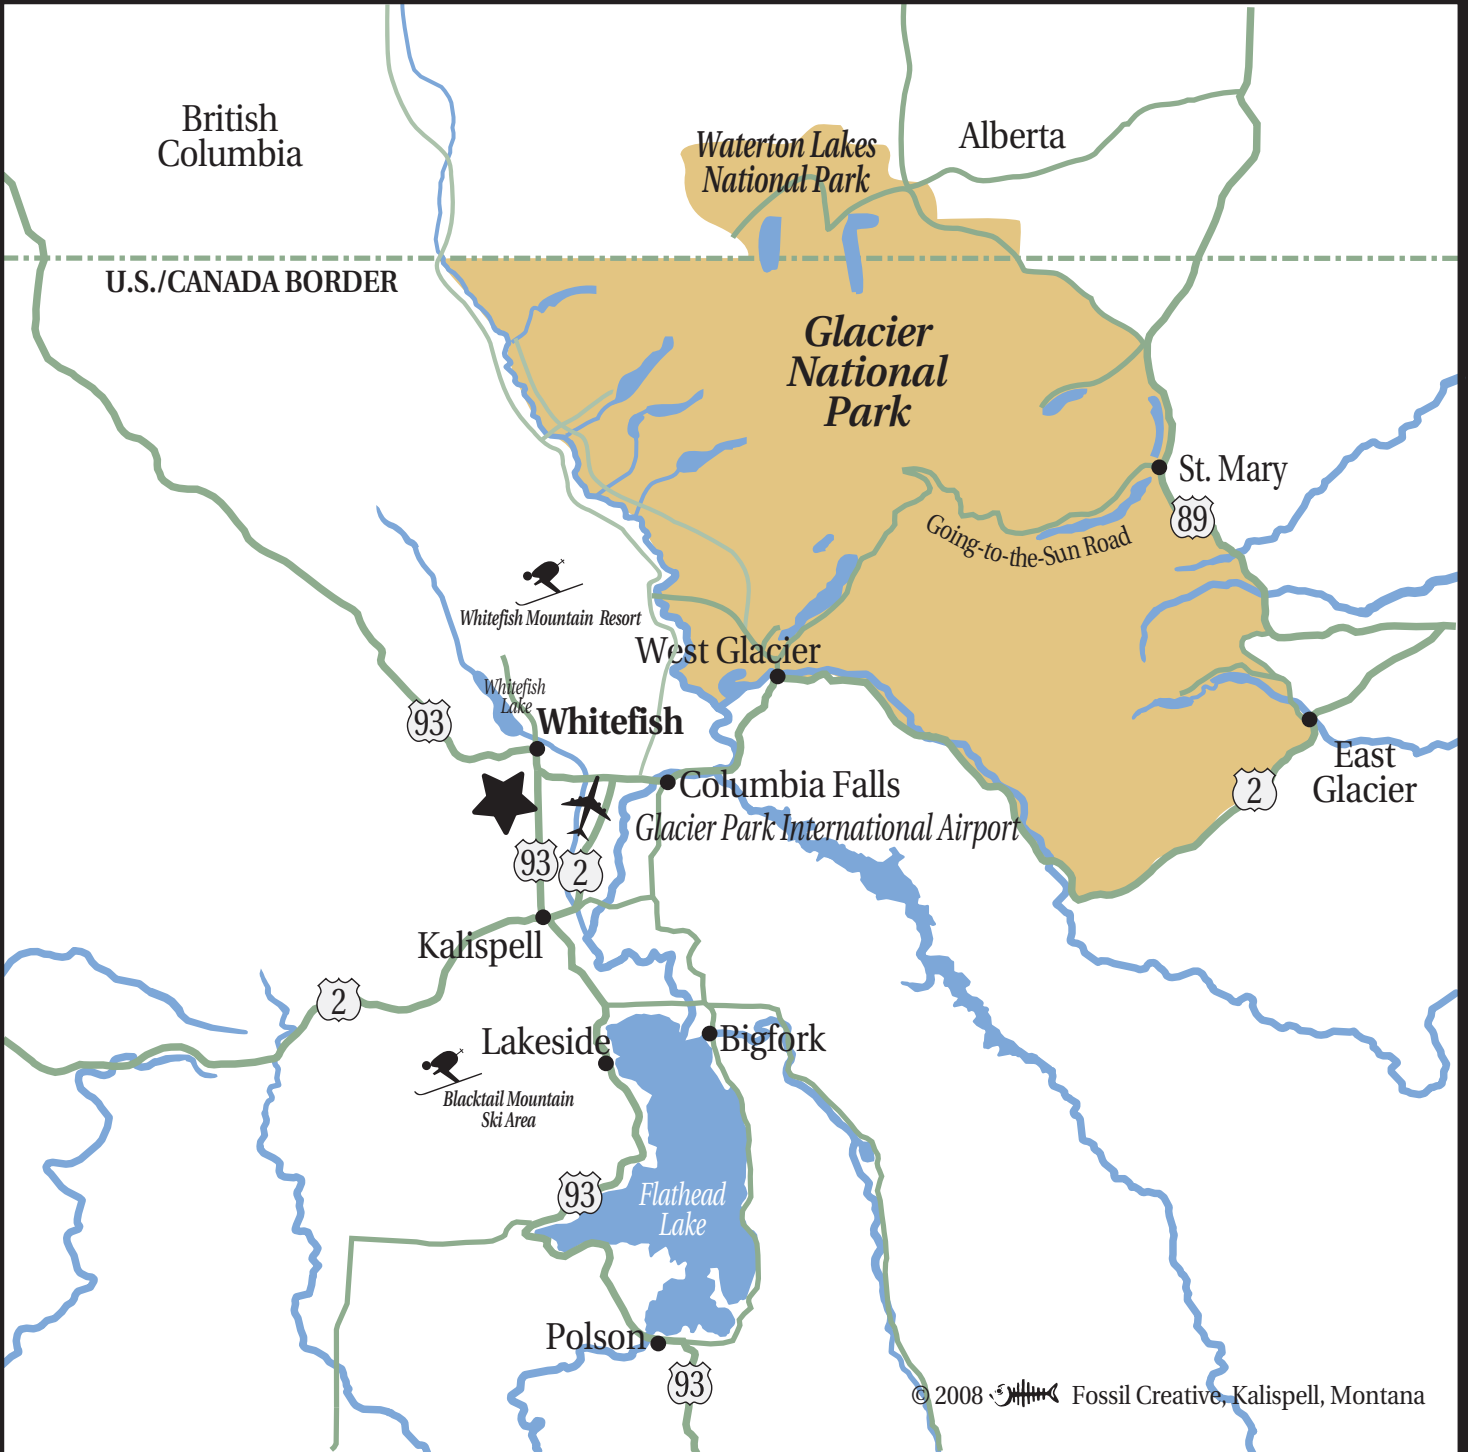 British
Columbia
Waterton Lakes
National Park
Alberta
U.S./CANADA BORDER
Glacier
National
Park
St. Mary
89
Going-to-the-Sun Road
Whitefish Mountain Resort
West Glacier
Whitefish
Lake
93
Whitefish
East
Glacier
2
Columbia Falls
Glacier Park International Airport
93
2
Kalispell
2
Lakeside
Bigfork
Blacktail Mountain
Ski Area
93
Flathead
Lake
Polson
93
© 2008 Fossil Creative, Kalispell, Montana